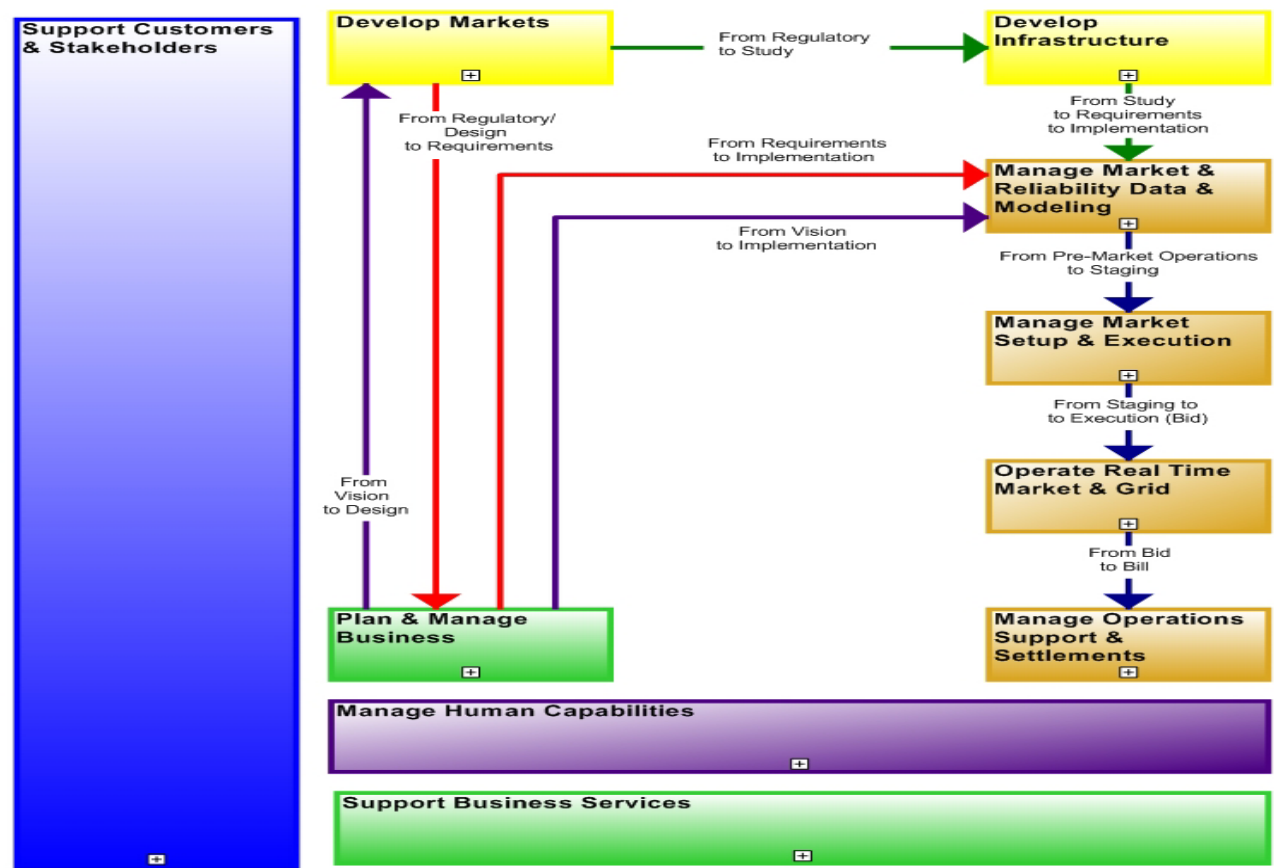 Support Customers
& Stakeholders
Develop Markets
From Regulatory
to Study
Develop
Infrastructure
From Regulatory/
Design
to Requirements
From Study
to Requirements
to Implementation
From Requirements
to Implementation
Manage Market &
Reliability Data &
Modeling
From Vision
to Implementation
From Pre-Market Operations
to Staging
Manage Market
Setup & Execution
From Staging to
to Execution (Bid)
Operate Real Time
Market & Grid
From
Vision
to Design
From Bid
to Bill
Plan & Manage
Business
Manage Operations
Support &
Settlements
Manage Human Capabilities
Support Business Services